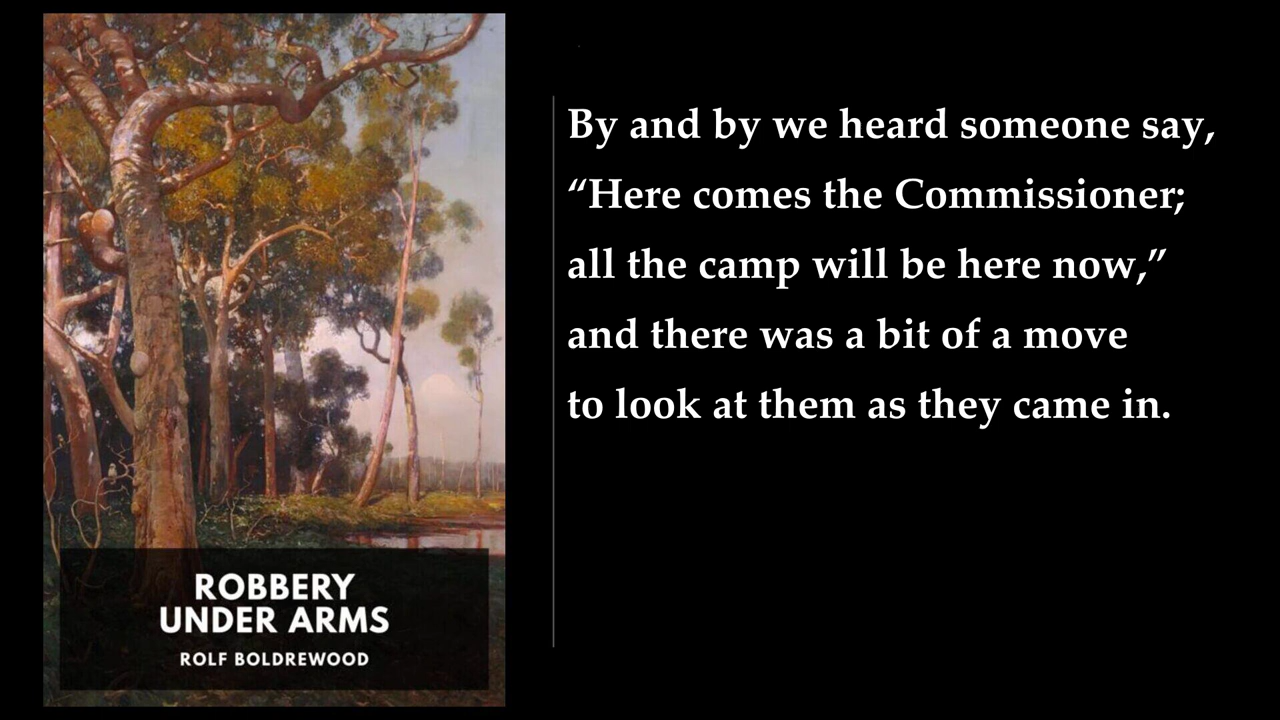 By and by we heard someone say,
“Here comes the Commissioner;
all the camp will be here now,”
and there was a bit of a move
to look at them as they came in.
ROBBERY
UNDER ARMS
ROLF BOLDREWOOD